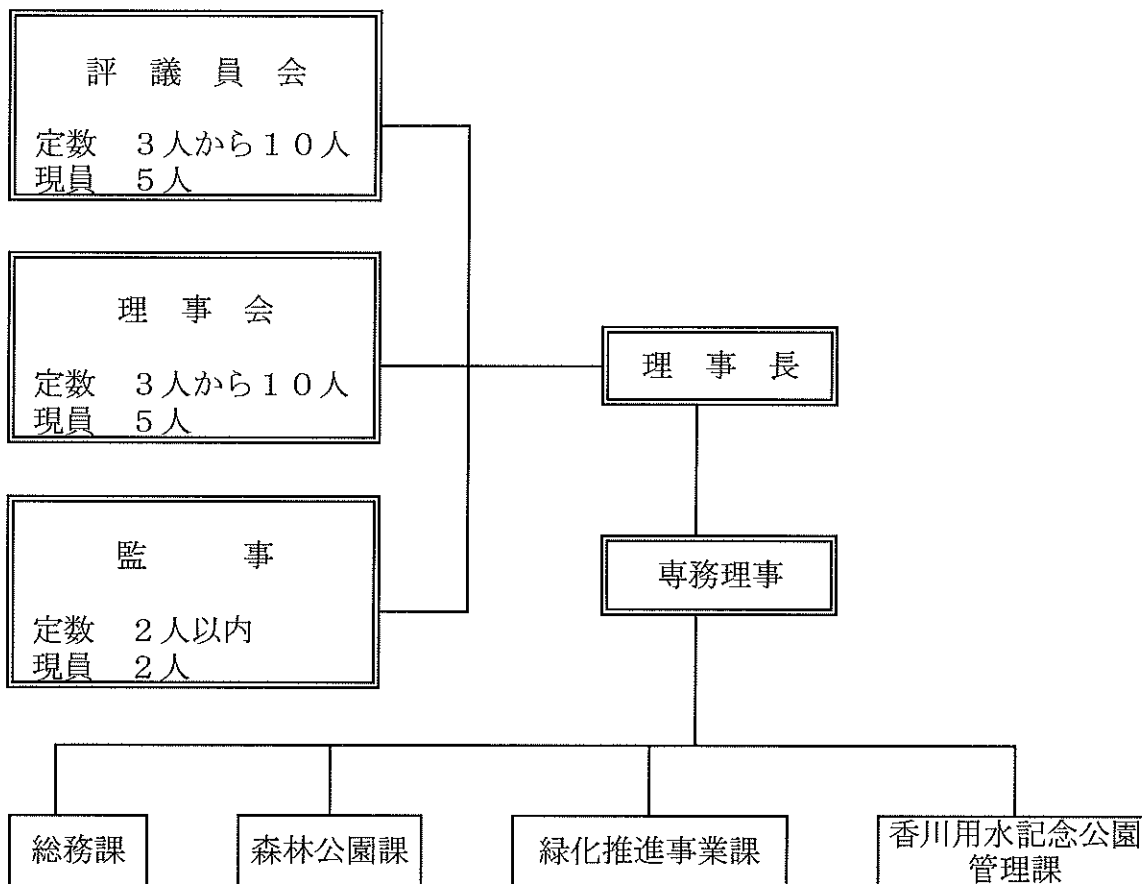 評議員会
定数　３人から１０人
現員　５人
理事会
定数　３人から１０人
現員　５人
理事長
監事
定数　２人以内
現員　２人
専務理事
総務課
森林公園課
緑化推進事業課
香川用水記念公園
管理課